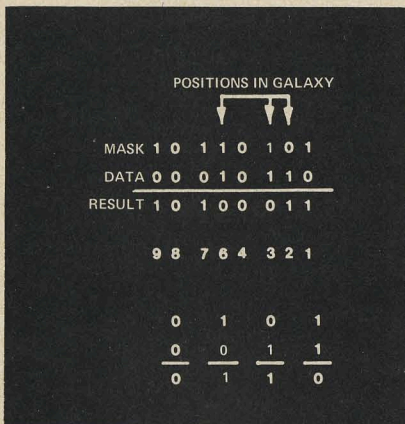 POSITIONS IN GALAXY
MASK 1 0 1 1 0 1 0 1
DATA 0 0 0 1 0 1 1 0
RESULT 1 0 1 0 0 0 1 1
9 8 7 6 4 3 2 1
0 1 0 1
0 0 1 1
0 1 1 0